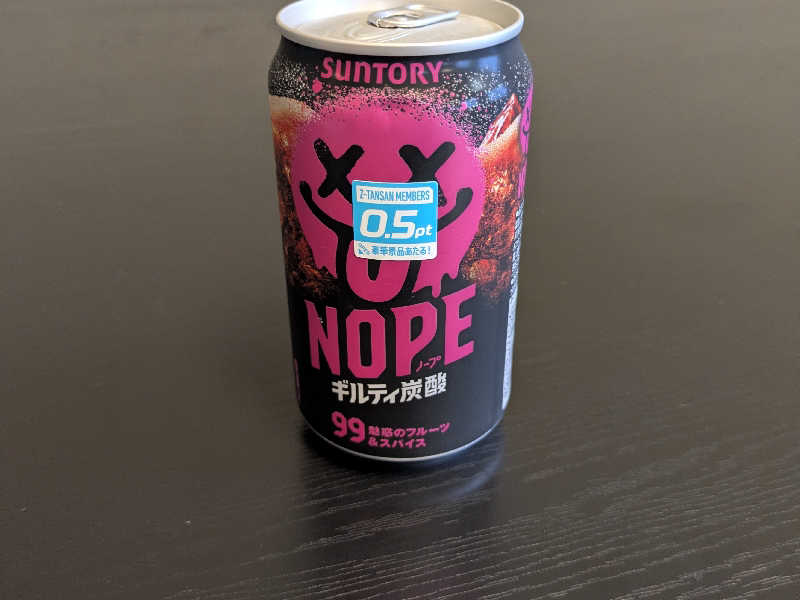 SUNTORY
Z-TANSAN MEMBERS
0.5pt
豪華景品あたる!
NOPE
ノープ
ギルティ炭酸
99 魅惑のフルーツ
&スパイス